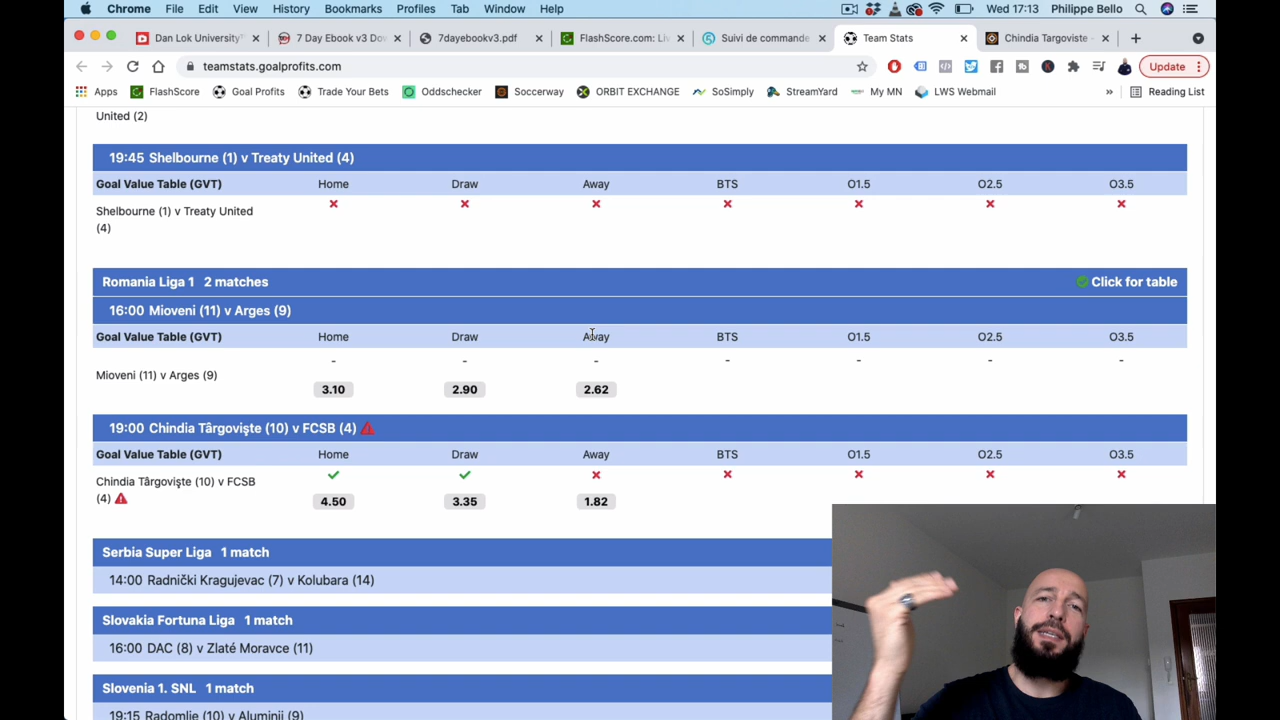 Chrome File Edit View History Bookmarks Profiles Tab Window Help Wed 17:13 Philippe Bello
Dan Lok University 7 Day Ebook v3 Dow 7dayebookv3.pdf FlashScore.com: Liv Suivi de commande Team Stats Chindia Targoviste -
teamstats.goalprofits.com Update
Apps FlashScore Goal Profits Trade Your Bets Oddschecker Soccerway ORBIT EXCHANGE SoSimply StreamYard My MN LWS Webmail » Reading List
United (2)
19:45 Shelbourne (1) v Treaty United (4)
Goal Value Table (GVT) Home Draw Away BTS O1.5 O2.5 O3.5
Shelbourne (1) v Treaty United
(4)
Romania Liga 1 2 matches Click for table
16:00 Mioveni (11) v Arges (9)
Goal Value Table (GVT) Home Draw Away BTS O1.5 O2.5 O3.5
- - - - - - -
Mioveni (11) v Arges (9)
3.10 2.90 2.62
19:00 Chindia Târgovişte (10) v FCSB (4)
Goal Value Table (GVT) Home Draw Away BTS O1.5 O2.5 O3.5
Chindia Târgovişte (10) v FCSB
(4)
4.50 3.35 1.82
Serbia Super Liga 1 match
14:00 Radnički Kragujevac (7) v Kolubara (14)
Slovakia Fortuna Liga 1 match
16:00 DAC (8) v Zlaté Moravce (11)
Slovenia 1. SNL 1 match
19:15 Radomlje (10) v Aluminij (9)